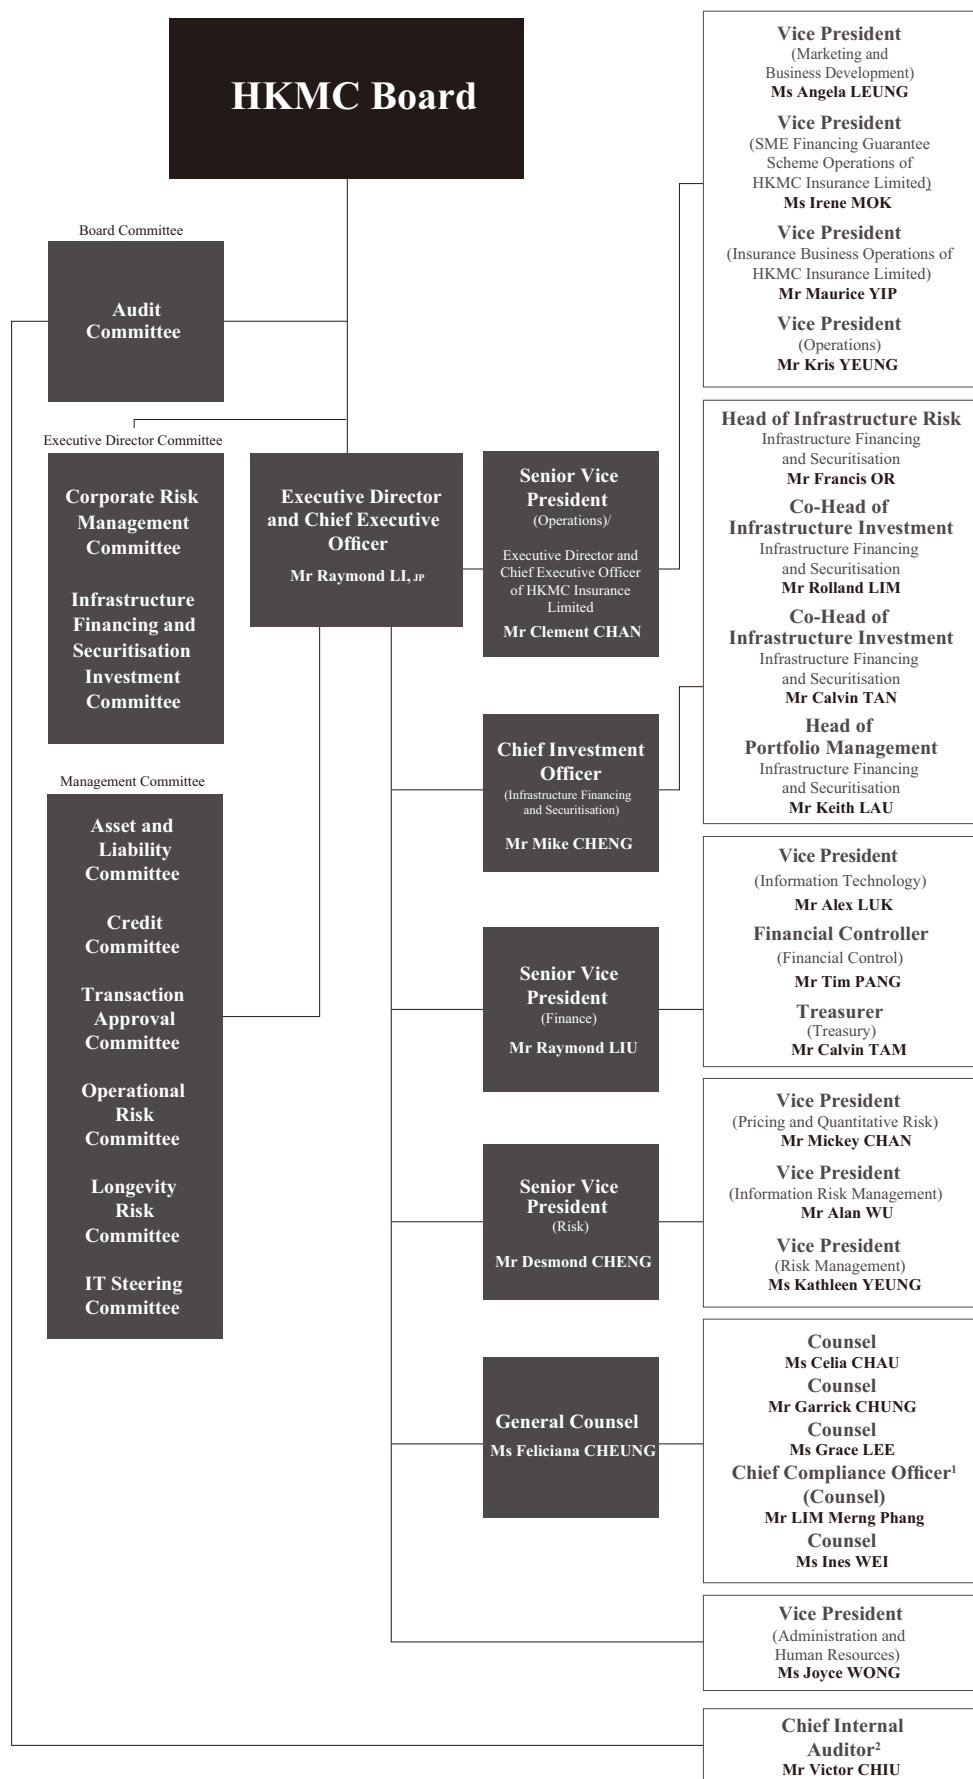 HKMC Board
Board Committee
Audit
Committee
Executive Director Committee
Corporate Risk
Management
Committee
Infrastructure
Financing and
Securitisation
Investment
Committee
Executive Director
and Chief Executive
Officer
Mr Raymond LI, JP
Management Committee
Asset and
Liability
Committee
Credit
Committee
Transaction
Approval
Committee
Operational
Risk
Committee
Longevity
Risk
Committee
IT Steering
Committee
Senior Vice
President
(Operations)/
Executive Director and
Chief Executive Officer
of HKMC Insurance
Limited
Mr Clement CHAN
Vice President
(Marketing and
Business Development)
Ms Angela LEUNG
Vice President
(SME Financing Guarantee
Scheme Operations of
HKMC Insurance Limited)
Ms Irene MOK
Vice President
(Insurance Business Operations of
HKMC Insurance Limited)
Mr Maurice YIP
Vice President
(Operations)
Mr Kris YEUNG
Chief Investment
Officer
(Infrastructure Financing
and Securitisation)
Mr Mike CHENG
Head of Infrastructure Risk
Infrastructure Financing
and Securitisation
Mr Francis OR
Co-Head of
Infrastructure Investment
Infrastructure Financing
and Securitisation
Mr Rolland LIM
Co-Head of
Infrastructure Investment
Infrastructure Financing
and Securitisation
Mr Calvin TAN
Head of
Portfolio Management
Infrastructure Financing
and Securitisation
Mr Keith LAU
Senior Vice
President
(Finance)
Mr Raymond LIU
Vice President
(Information Technology)
Mr Alex LUK
Financial Controller
(Financial Control)
Mr Tim PANG
Treasurer
(Treasury)
Mr Calvin TAM
Senior Vice
President
(Risk)
Mr Desmond CHENG
Vice President
(Pricing and Quantitative Risk)
Mr Mickey CHAN
Vice President
(Information Risk Management)
Mr Alan WU
Vice President
(Risk Management)
Ms Kathleen YEUNG
General Counsel
Ms Feliciana CHEUNG
Counsel
Ms Celia CHAU
Counsel
Mr Garrick CHUNG
Counsel
Ms Grace LEE
Chief Compliance Officer¹
(Counsel)
Mr LIM Merng Phang
Counsel
Ms Ines WEI
Vice President
(Administration and
Human Resources)
Ms Joyce WONG
Chief Internal
Auditor²
Mr Victor CHIU